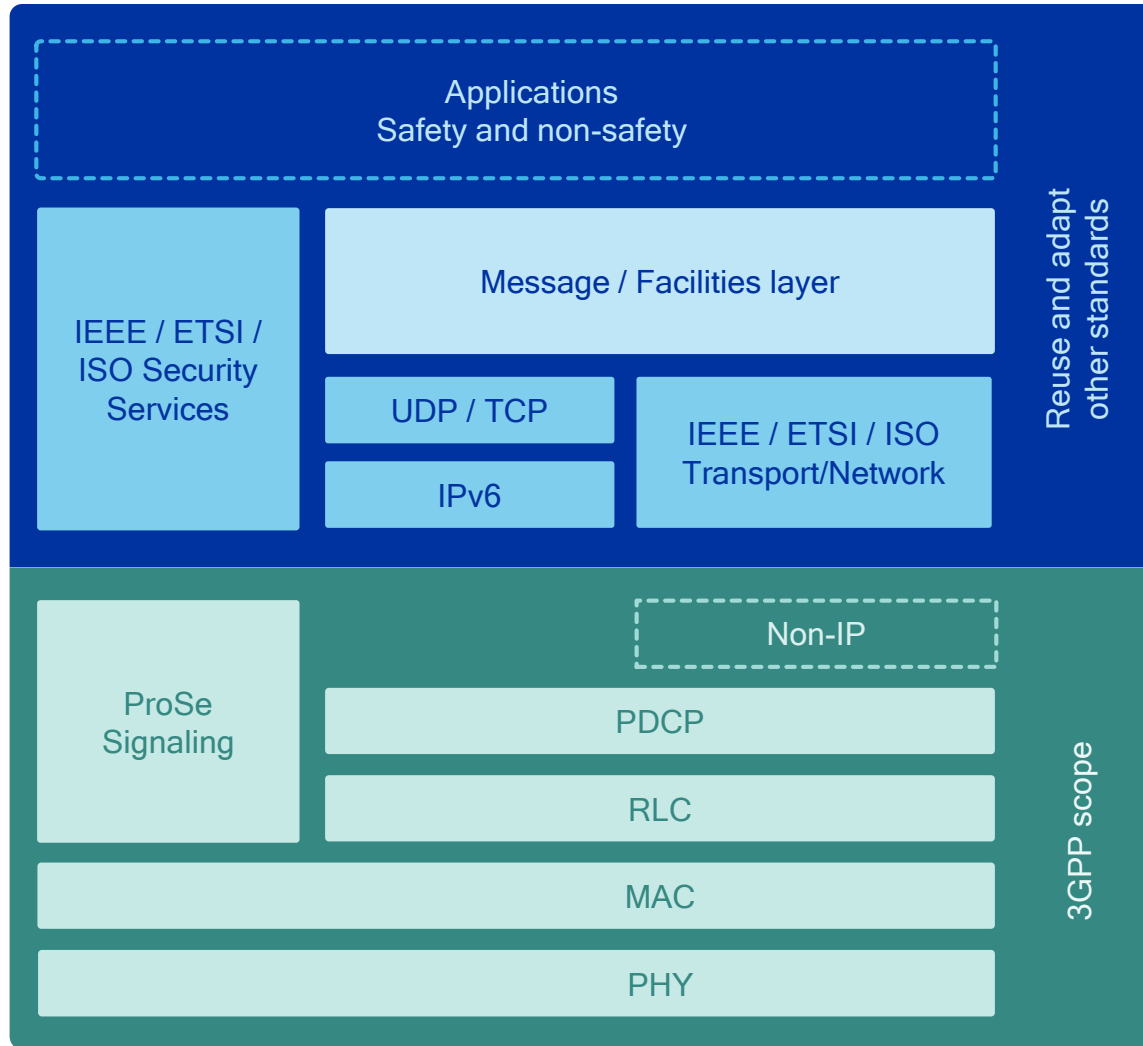 Applications
Safety and non-safety
IEEE / ETSI /
ISO Security
Services
Message / Facilities layer
UDP / TCP
IPv6
IEEE / ETSI / ISO
Transport/Network
Reuse and adapt
other standards
ProSe
Signaling
Non-IP
PDCP
RLC
MAC
PHY
3GPP scope